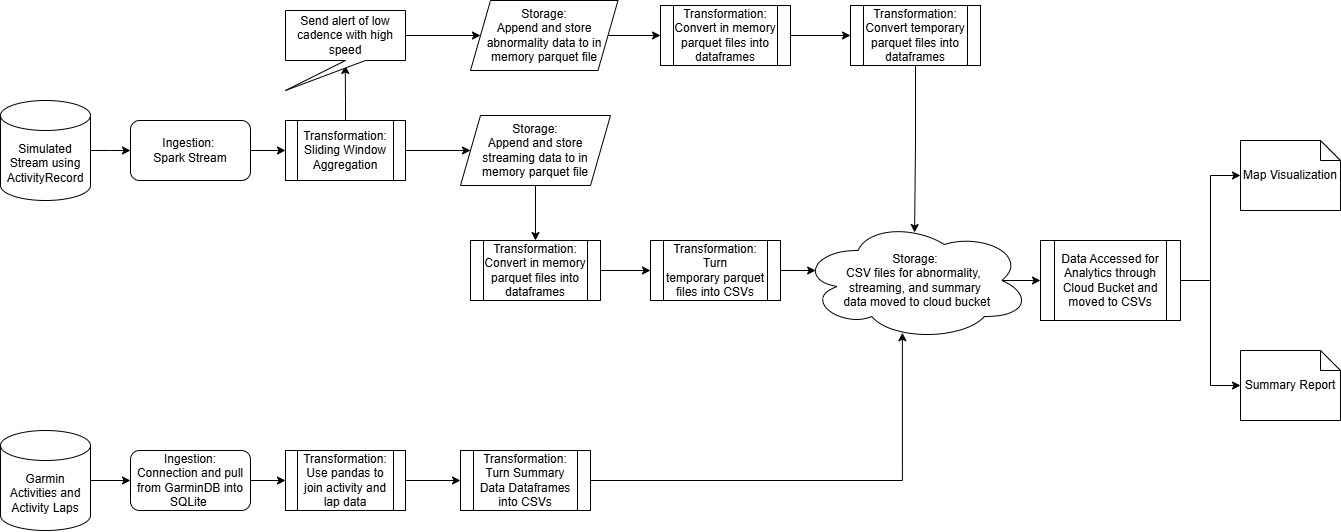 Send alert of low
cadence with high
speed
Storage:
Append and store
abnormality data to in
memory parquet file
Transformation:
Convert in memory
parquet files into
dataframes
Transformation:
Convert temporary
parquet files into
dataframes
Simulated
Stream using
ActivityRecord
Ingestion:
Spark Stream
Transformation:
Sliding Window
Aggregation
Storage:
Append and store
streaming data to in
memory parquet file
Transformation:
Convert in memory
parquet files into
dataframes
Transformation:
Turn
temporary parquet
files into CSVs
Storage:
CSV files for abnormality,
streaming, and summary
data moved to cloud bucket
Data Accessed for
Analytics through
Cloud Bucket and
moved to CSVs
Map Visualization
Summary Report
Garmin
Activities and
Activity Laps
Ingestion:
Connection and pull
from GarminDB into
SQLite
Transformation:
Use pandas to
join activity and
lap data
Transformation:
Turn Summary
Data Dataframes
into CSVs